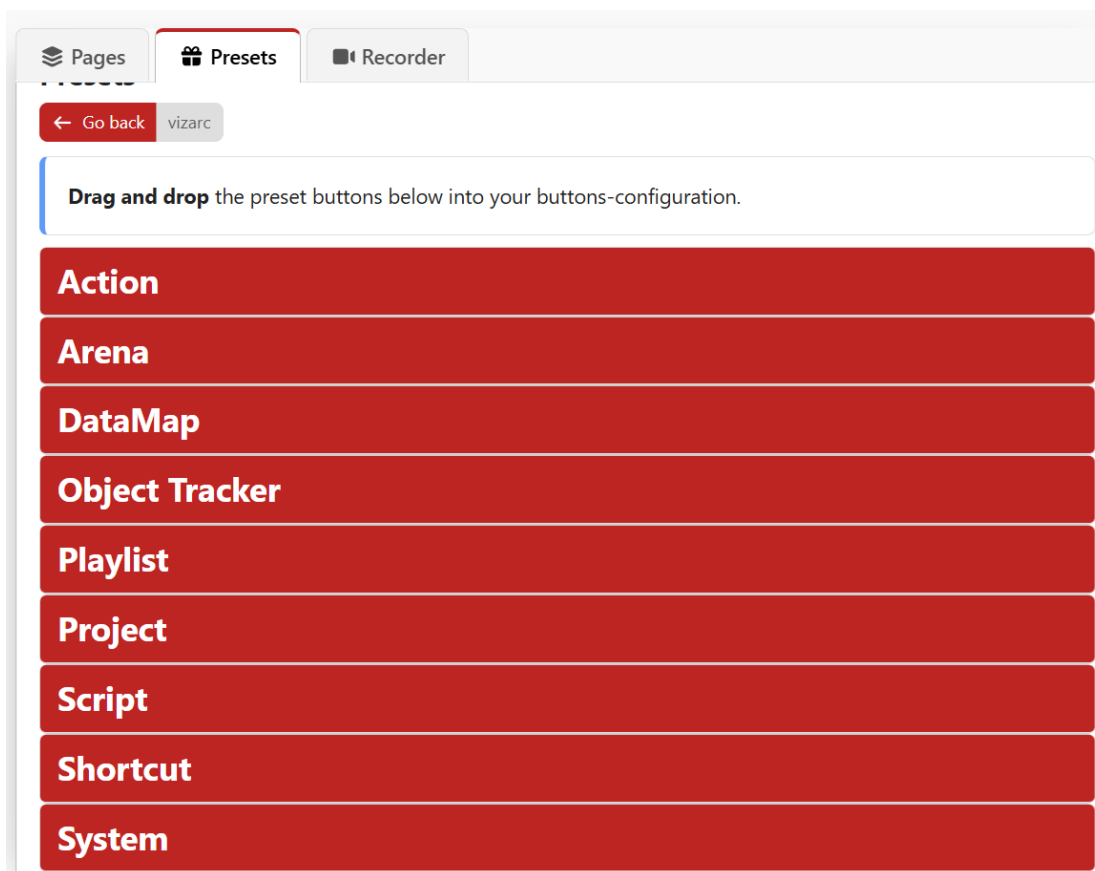 Pages
Presets
Recorder
Presets
Go back
vizarc
Drag and drop the preset buttons below into your buttons-configuration.
Action
Arena
DataMap
Object Tracker
Playlist
Project
Script
Shortcut
System